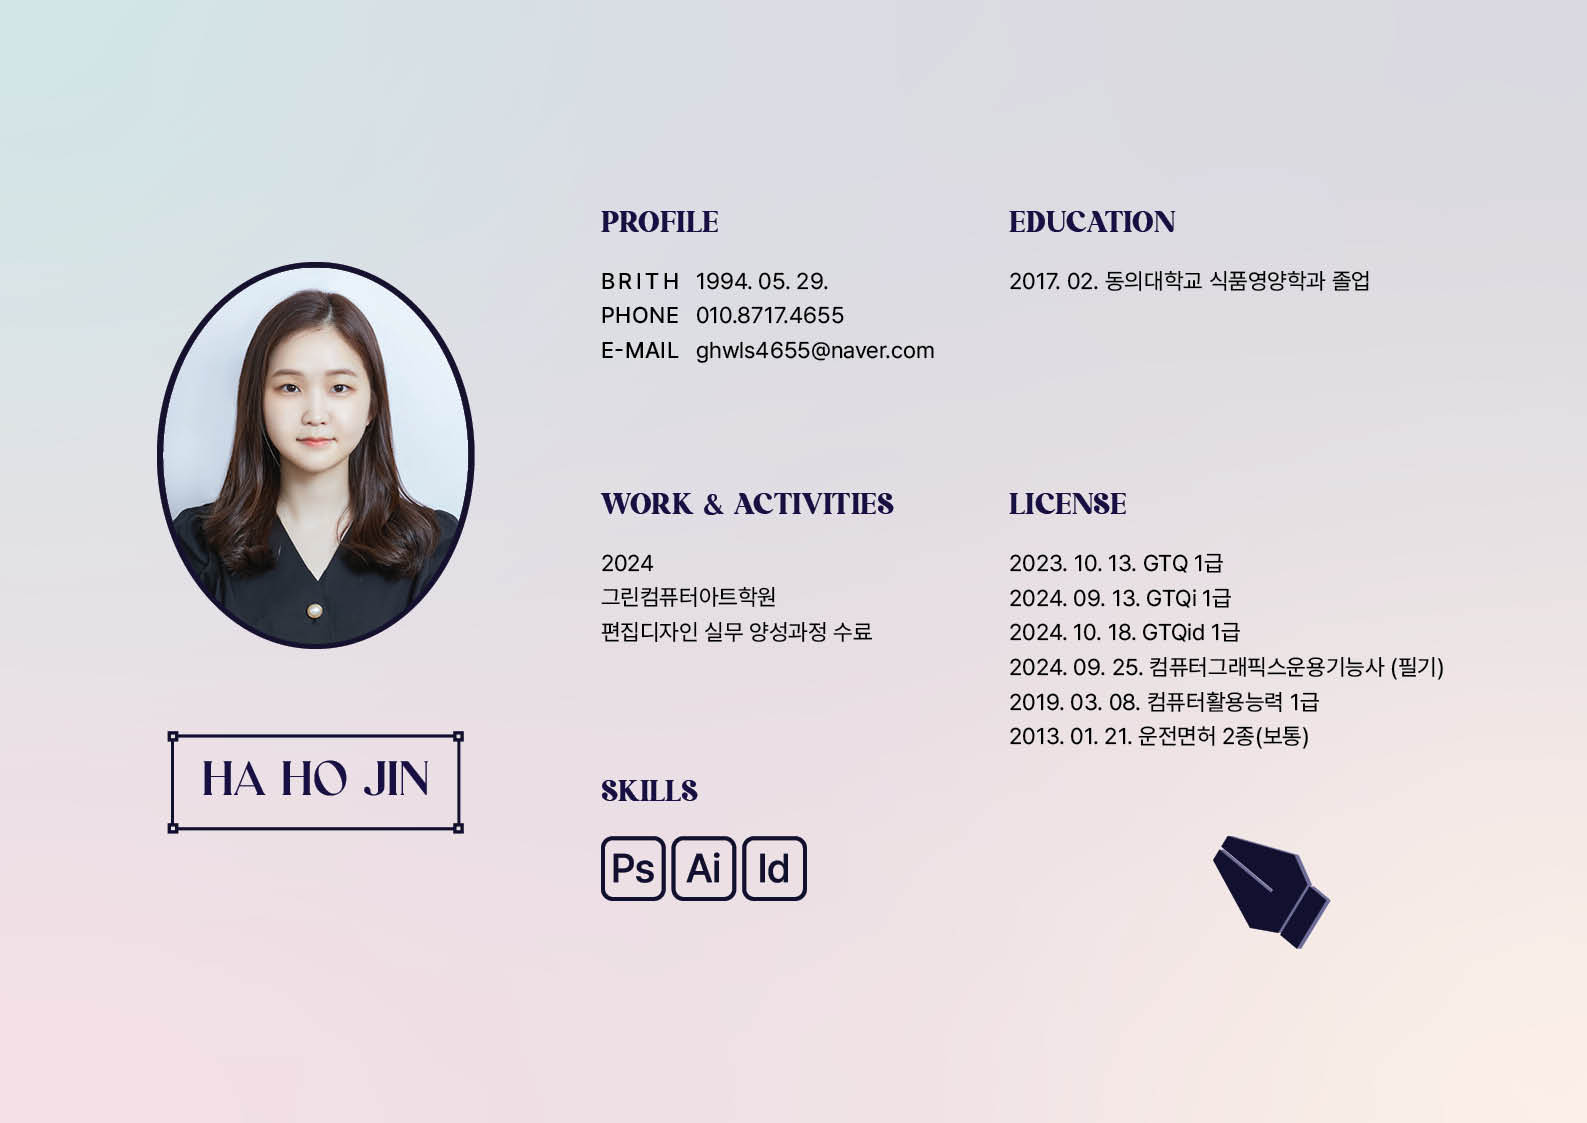 HA HO JIN
PROFILE
BRITH 1994. 05. 29.
PHONE 010.8717.4655
E-MAIL ghwls4655@naver.com
EDUCATION
2017. 02. 동의대학교 식품영양학과 졸업
WORK & ACTIVITIES
2024
그린컴퓨터아트학원
편집디자인 실무 양성과정 수료
LICENSE
2023. 10. 13. GTQ 1급
2024. 09. 13. GTQi 1급
2024. 10. 18. GTQid 1급
2024. 09. 25. 컴퓨터그래픽스운용기능사 (필기)
2019. 03. 08. 컴퓨터활용능력 1급
2013. 01. 21. 운전면허 2종(보통)
SKILLS
Ps Ai Id